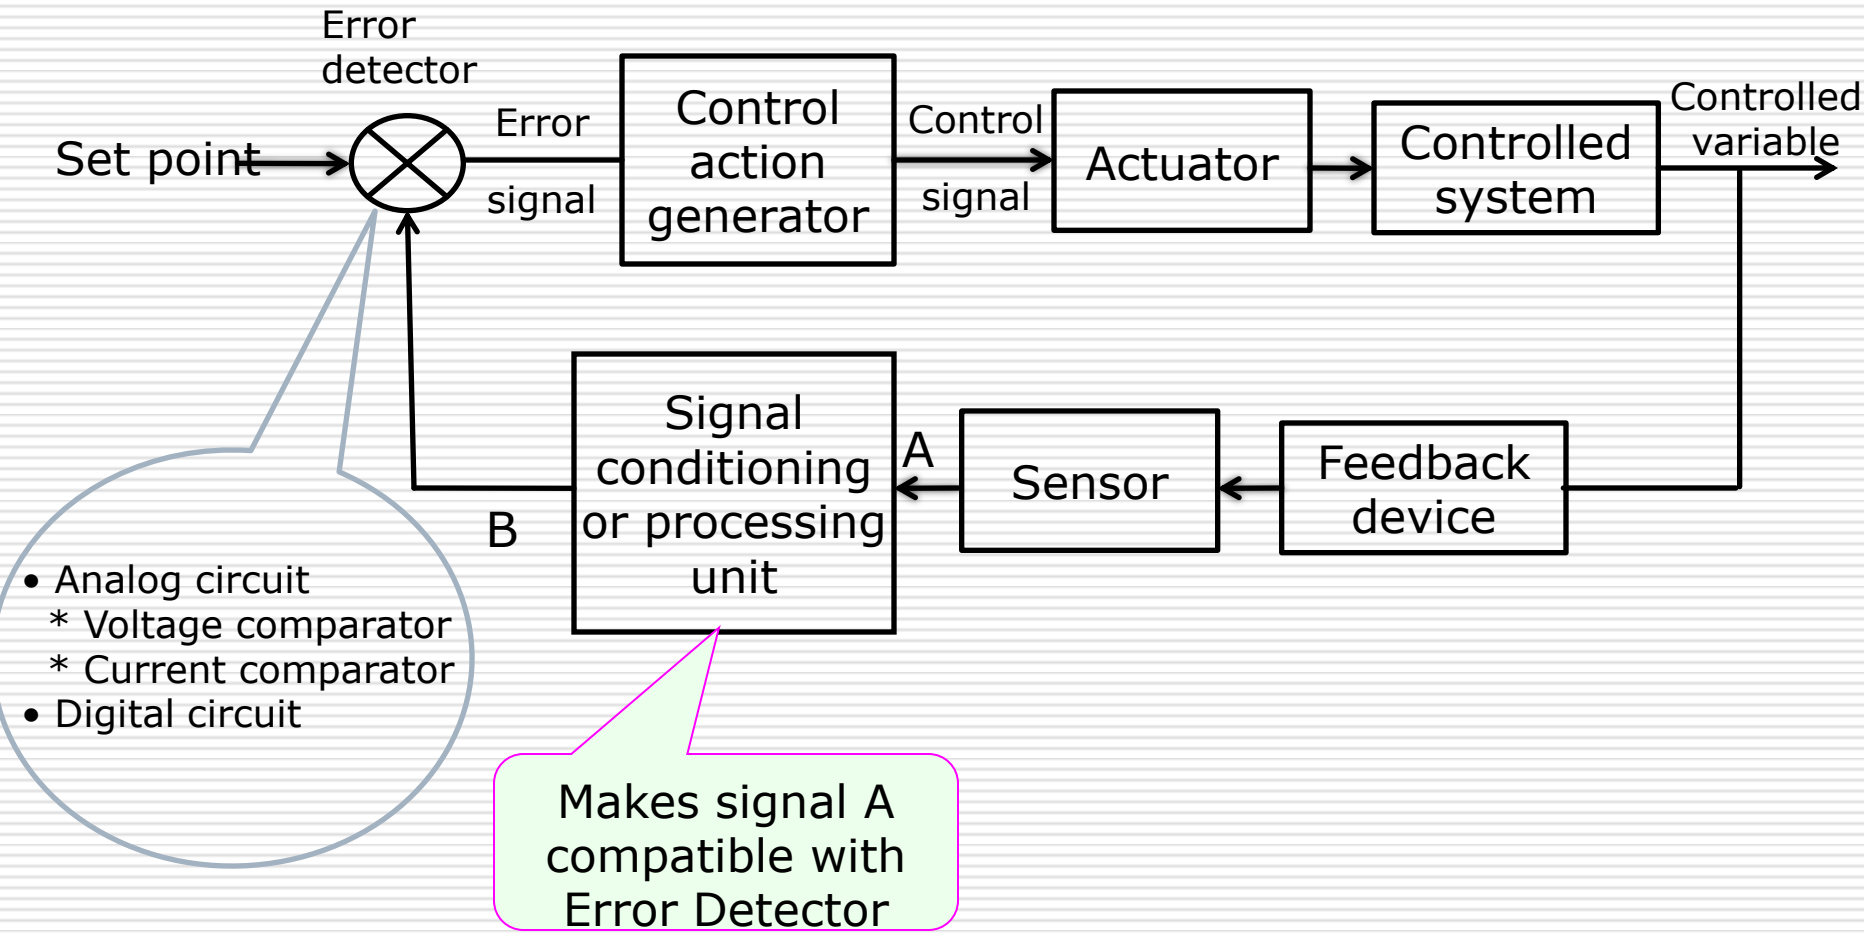 Error
detector
Set point
Error
signal
Control
action
generator
Control
signal
Actuator
Controlled
system
Controlled
variable
Signal
conditioning
or processing
unit
A
Sensor
Feedback
device
B
• Analog circuit
* Voltage comparator
* Current comparator
• Digital circuit
Makes signal A
compatible with
Error Detector